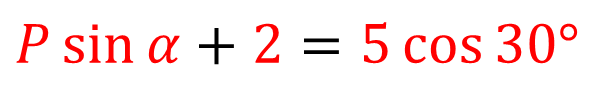 P sin α + 2 = 5 cos 30°